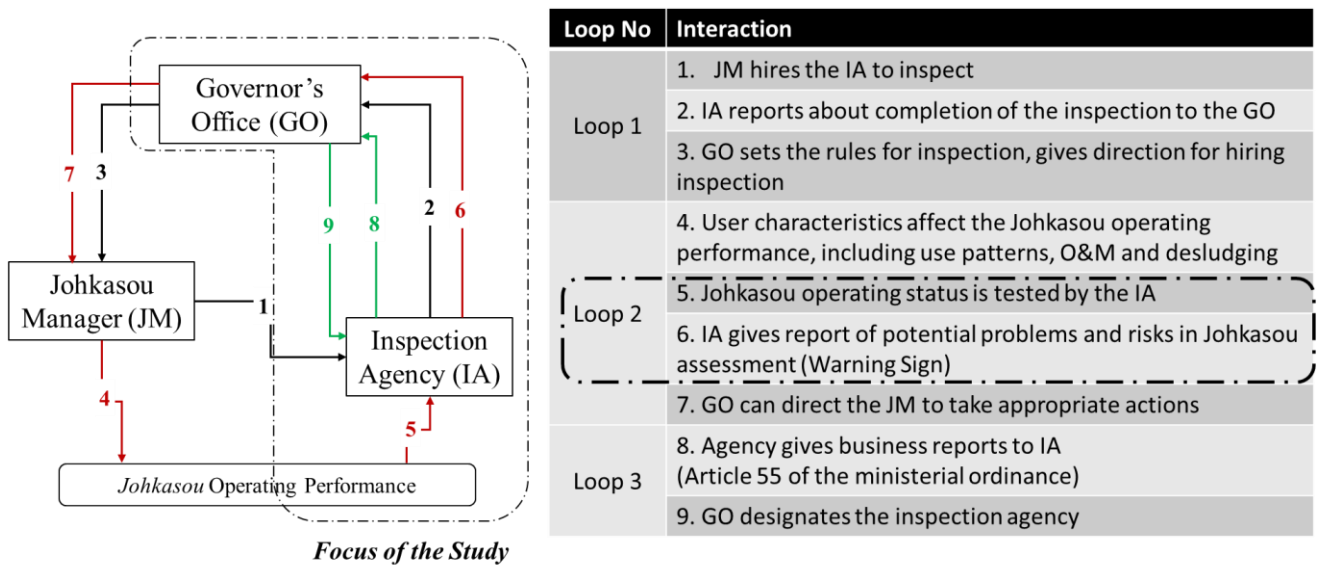 Governor's
Office (GO)
7
3
9
8
2
6
Johkasou
Manager (JM)
1
Inspection
Agency (IA)
4
5
Johkasou Operating Performance
Focus of the Study
Loop No
Interaction
Loop 1
1. JM hires the IA to inspect
2. IA reports about completion of the inspection to the GO
3. GO sets the rules for inspection, gives direction for hiring
inspection
Loop 2
4. User characteristics affect the Johkasou operating
performance, including use patterns, O&M and desludging
5. Johkasou operating status is tested by the IA
6. IA gives report of potential problems and risks in Johkasou
assessment (Warning Sign)
7. GO can direct the JM to take appropriate actions
Loop 3
8. Agency gives business reports to IA
(Article 55 of the ministerial ordinance)
9. GO designates the inspection agency